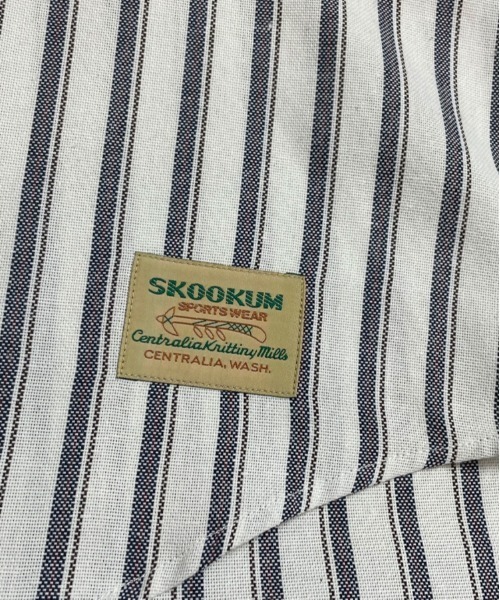 SKOOKUM
SPORTS WEAR
Centralia Knitting Mills
CENTRALIA, WASH.